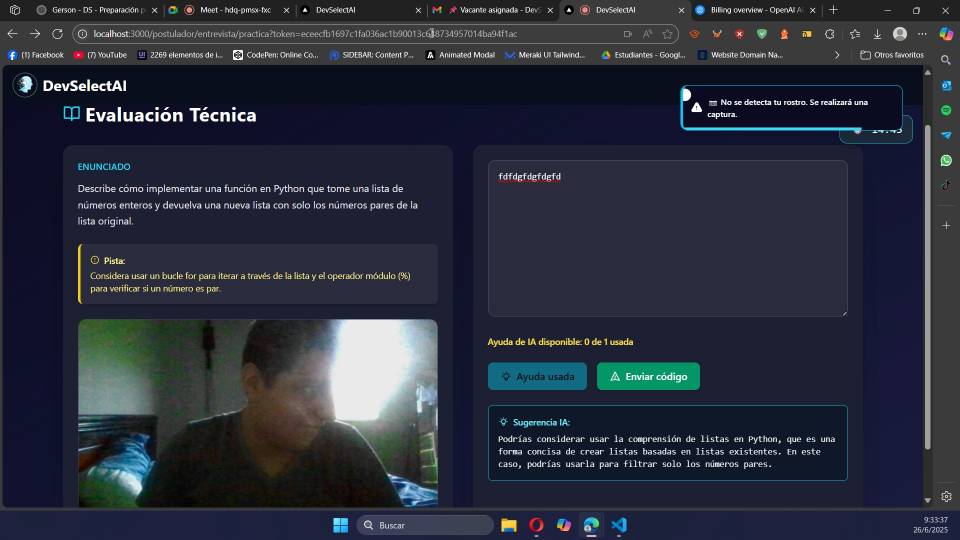 Gerson - DS - Preparación p
Meet - hdq-pmsx-fxc
DevSelectAI
Vacante asignada - DevS
DevSelectAI
Billing overview - OpenAI A
localhost:3000/postulador/entrevista/practica?token=
(1) Facebook
(7) YouTube
2269 elementos de i...
CodePen: Online Co...
SIDEBAR: Content P...
Animated Modal
Meraki UI Tailwind...
Estudiantes - Googl...
Website Domain Na...
Otros favoritos
DevSelectAI
No se detecta tu rostro. Se realizará una
captura.
Evaluación Técnica
14:45
ENUNCIADO
Describe cómo implementar una función en Python que tome una lista de
números enteros y devuelva una nueva lista con solo los números pares de la
lista original.
Pista:
Considera usar un bucle for para iterar a través de la lista y el operador módulo (%)
para verificar si un número es par.
fdfdgfdgfdgfd
Ayuda de IA disponible: 0 de 1 usada
Ayuda usada
Enviar código
Sugerencia IA:
Podrías considerar usar la comprensión de listas en Python, que es una
forma concisa de crear listas basadas en listas existentes. En este
caso, podrías usarla para filtrar solo los números pares.
Buscar
9:33:37
26/6/2025